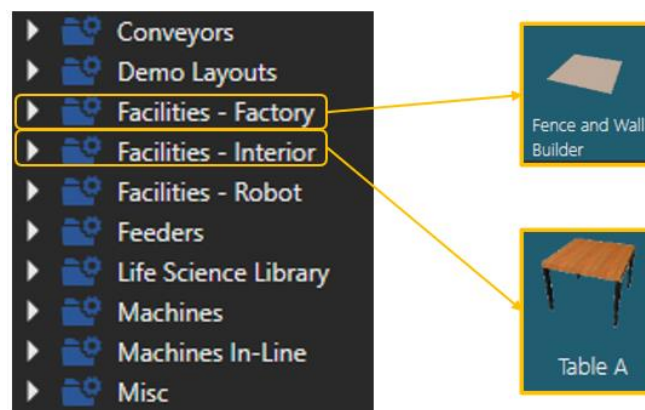 Conveyors
Demo Layouts
Facilities - Factory
Facilities - Interior
Facilities - Robot
Feeders
Life Science Library
Machines
Machines In-Line
Misc
Fence and Wall
Builder
Table A